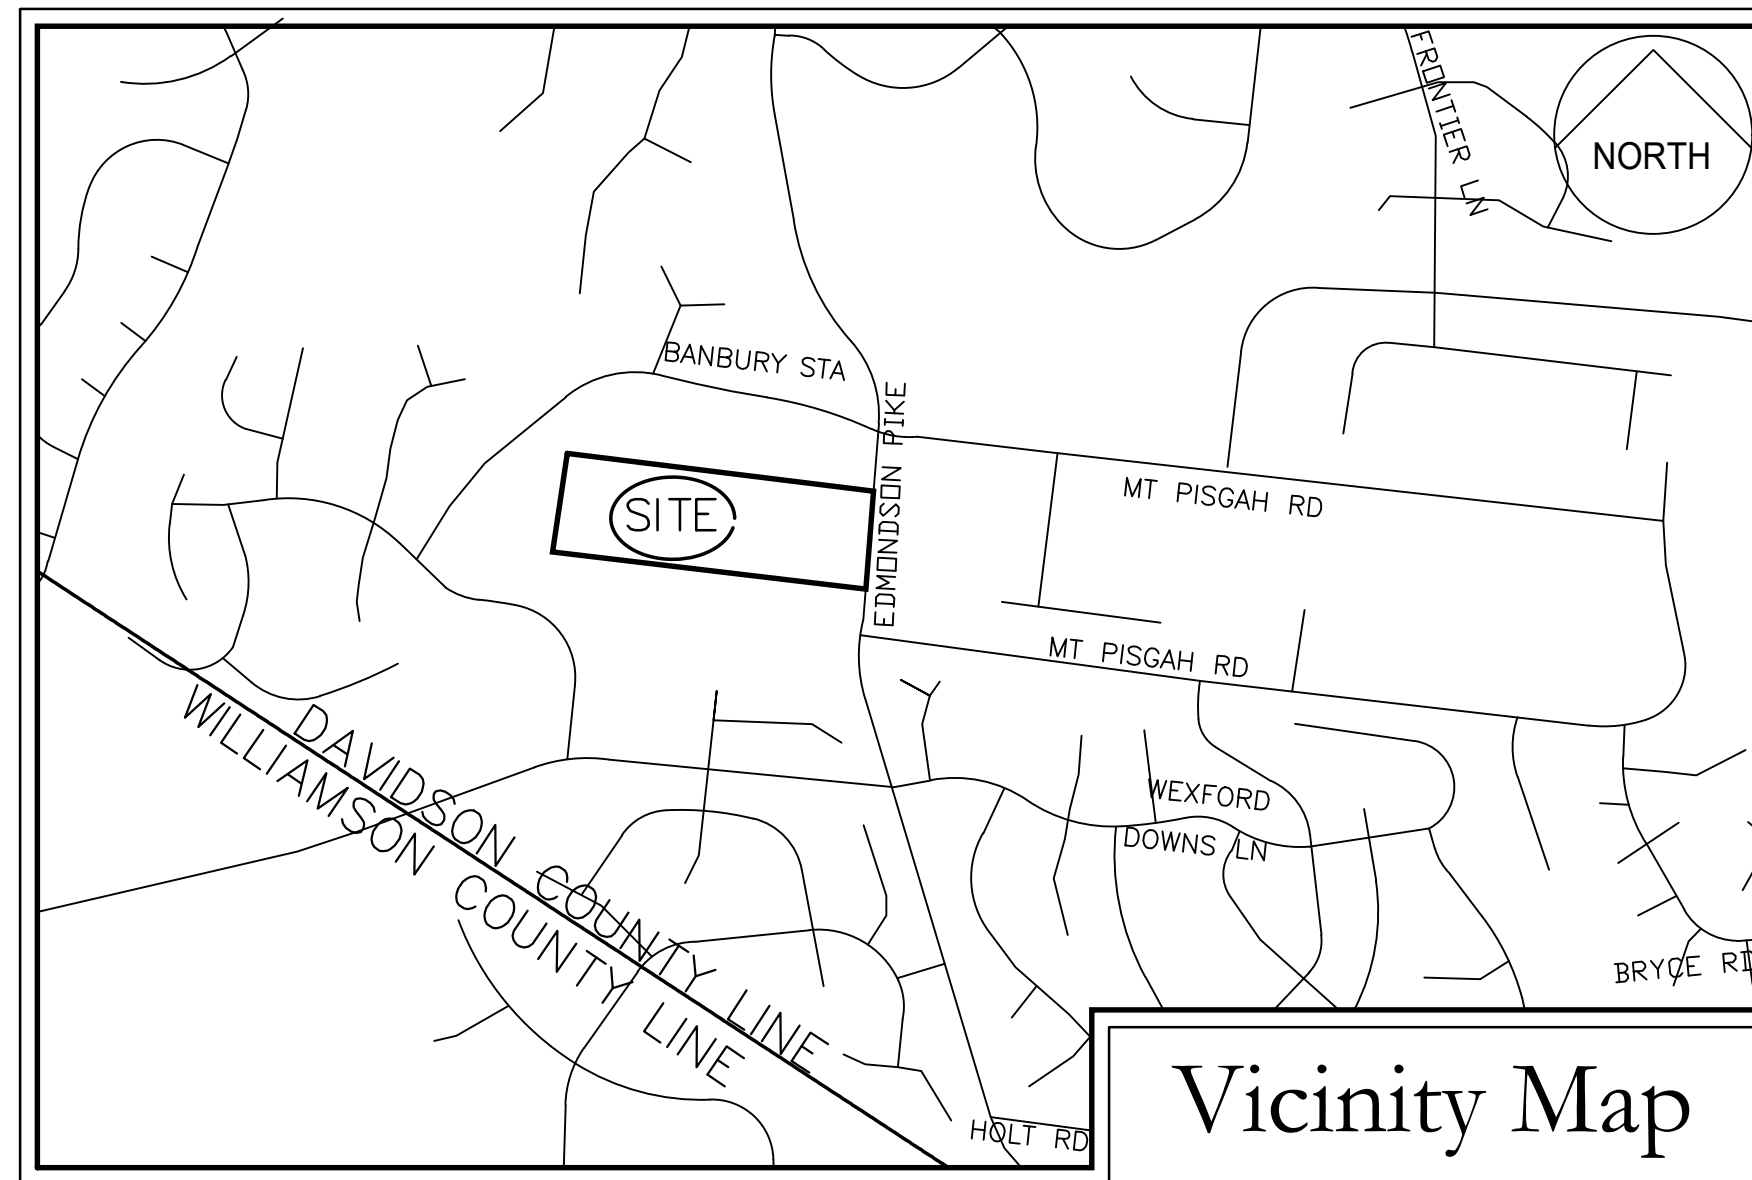 FRONTIER LN
NORTH
BANBURY STA
EDMONDSON PIKE
SITE
MT PISGAH RD
MT PISGAH RD
DAVIDSON COUNTY LINE
WILLIAMSON COUNTY LINE
WEXFORD
DOWNS LN
BRYCE RD
HOLT RD
Vicinity Map